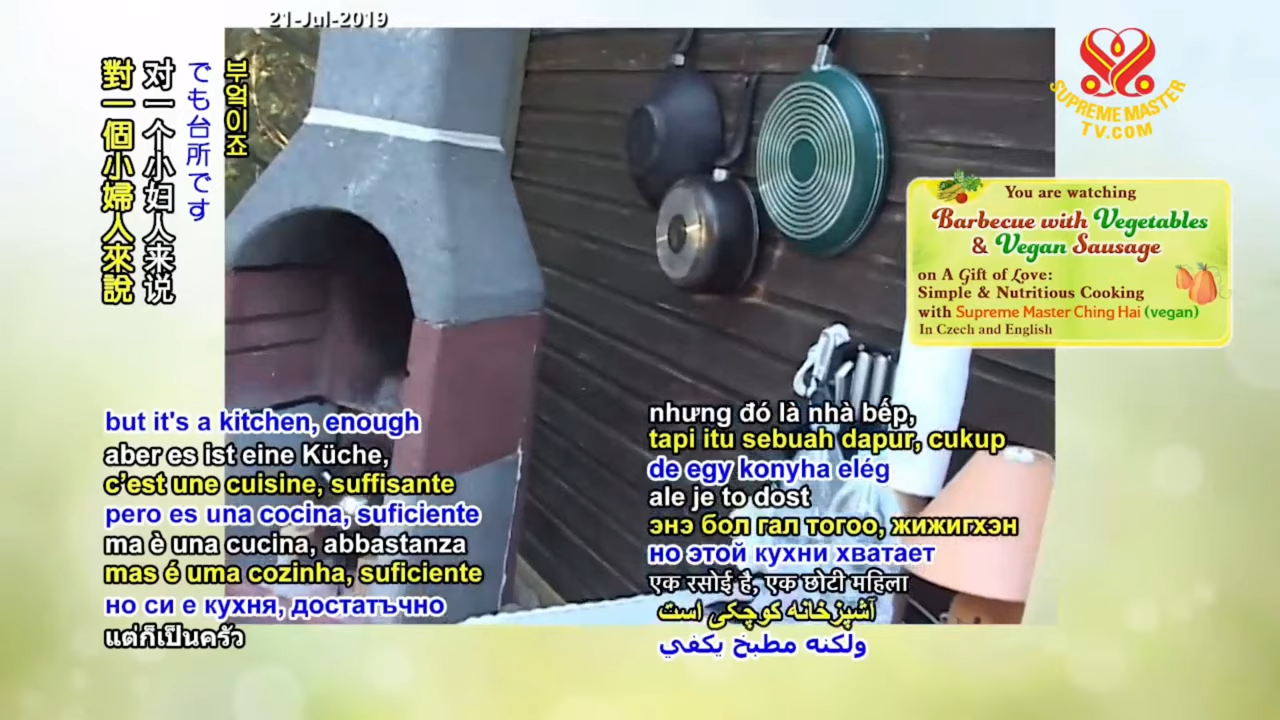 21-Jul-2019
부엌이죠
でも台所です
对一个小妇人来说
對一個小婦人來說
SUPREME MASTER
TV.COM
You are watching
Barbecue with Vegetables
& Vegan Sausage
on A Gift of Love:
Simple & Nutritious Cooking
with Supreme Master Ching Hai (vegan)
In Czech and English
but it's a kitchen, enough
aber es ist eine Küche,
c'est une cuisine, suffisante
pero es una cocina, suficiente
ma è una cucina, abbastanza
mas é uma cozinha, suficiente
но си е кухня, достатъчно
แต่ก็เป็นครัว
nhưng đó là nhà bếp,
tapi itu sebuah dapur, cukup
de egy konyha elég
ale je to dost
энэ бол гал тогоо, жижигхэн
но этой кухни хватает
एक रसोई है, एक छोटी महिला
آشپزخانه کوچکی است
ولكنه مطبخ يكفي